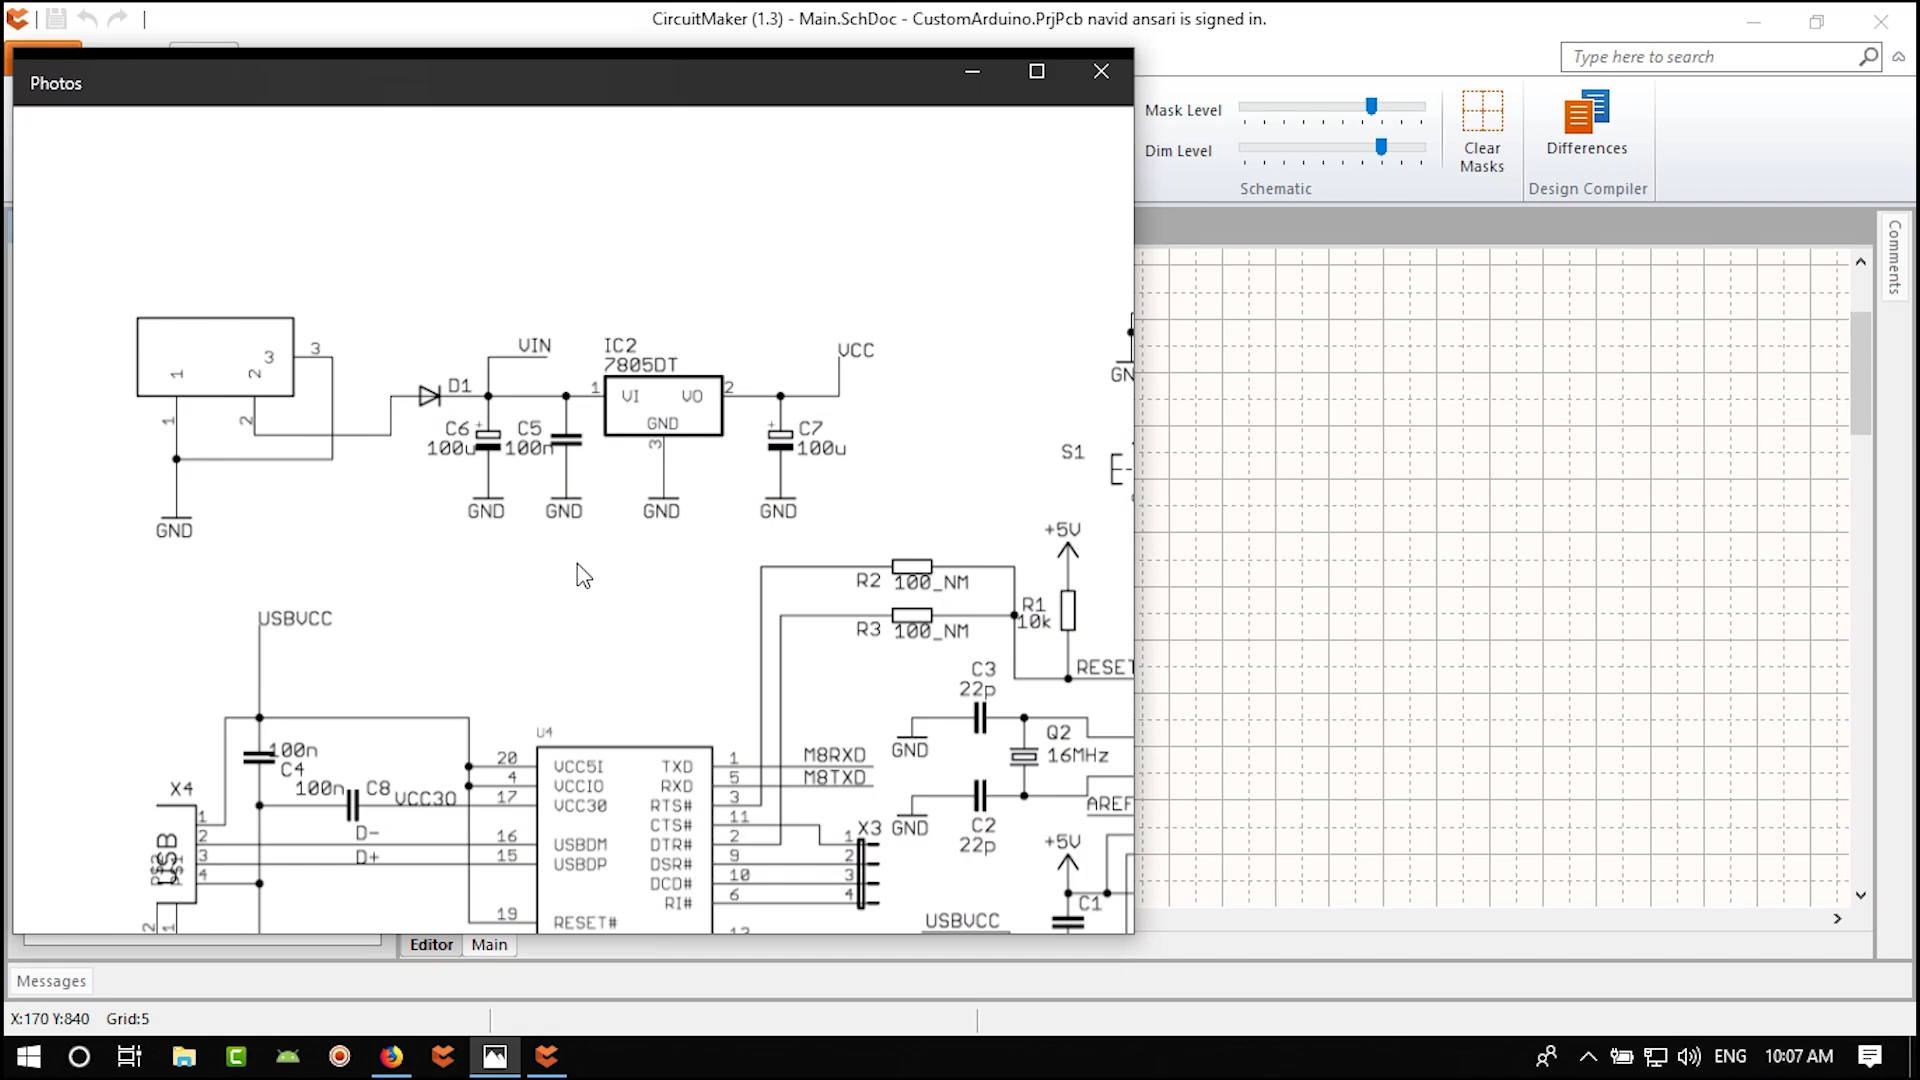 CircuitMaker (1.3) - Main.SchDoc - CustomArduino.PrjPcb navid ansari is signed in.
Type here to search
Photos
Mask Level
Dim Level
Clear
Masks
Differences
Schematic
Design Compiler
Comments
1
2
3
3
1
2
GND
D1
VIN
IC2
7805DT
1
VI
VO
2
GND
3
VCC
C6
100u
+
C5
100n
C7
100u
+
GND
GND
GND
GND
S1
+5V
R2
100_NM
R3
100_NM
R1
10k
C3
22p
GND
Q2
16MHz
GND
C2
22p
+5V
C1
USBVCC
100n
C4
100n
C8
VCC3O
D-
D+
X4
USB
1
2
3
4
2
1
U4
20
4
17
16
15
19
VCC5I
VCCIO
VCC3O
USBDM
USBDP
RESET#
TXD
RXD
RTS#
CTS#
DTR#
DSR#
DCD#
RI#
1
5
3
11
2
9
10
6
M8RXD
M8TXD
X3
1
2
3
4
USBVCC
Editor
Main
Messages
X:170 Y:840 Grid:5
ENG
10:07 AM